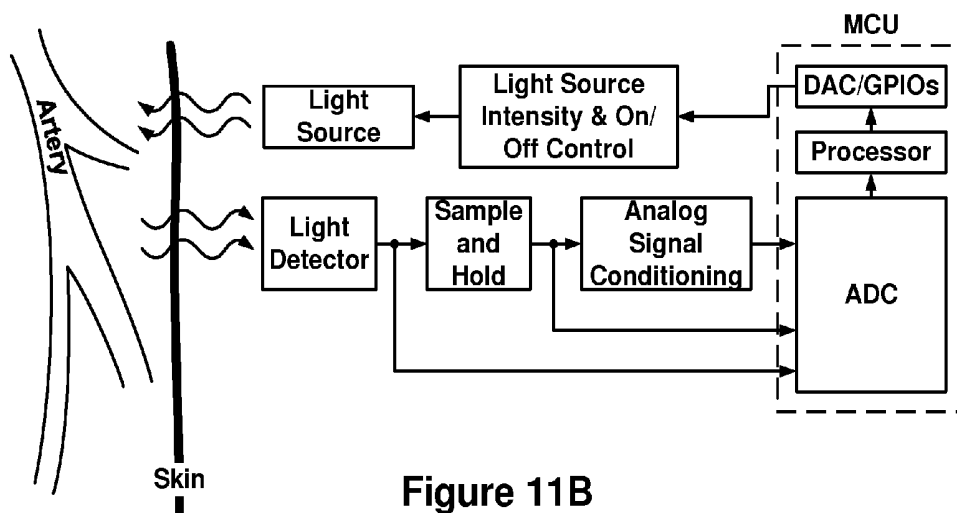 MCU
Light
Source
Light Source
Intensity & On/
Off Control
DAC/GPIOs
Processor
Artery
Light
Detector
Sample
and
Hold
Analog
Signal
Conditioning
ADC
Skin
Figure 11B